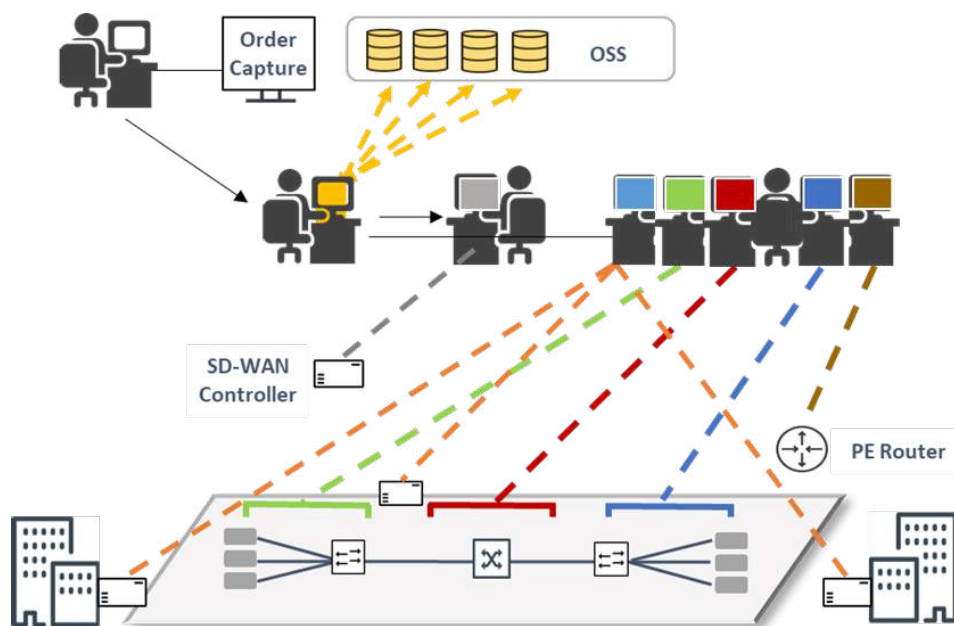 Order
Capture
OSS
SD-WAN
Controller
PE Router